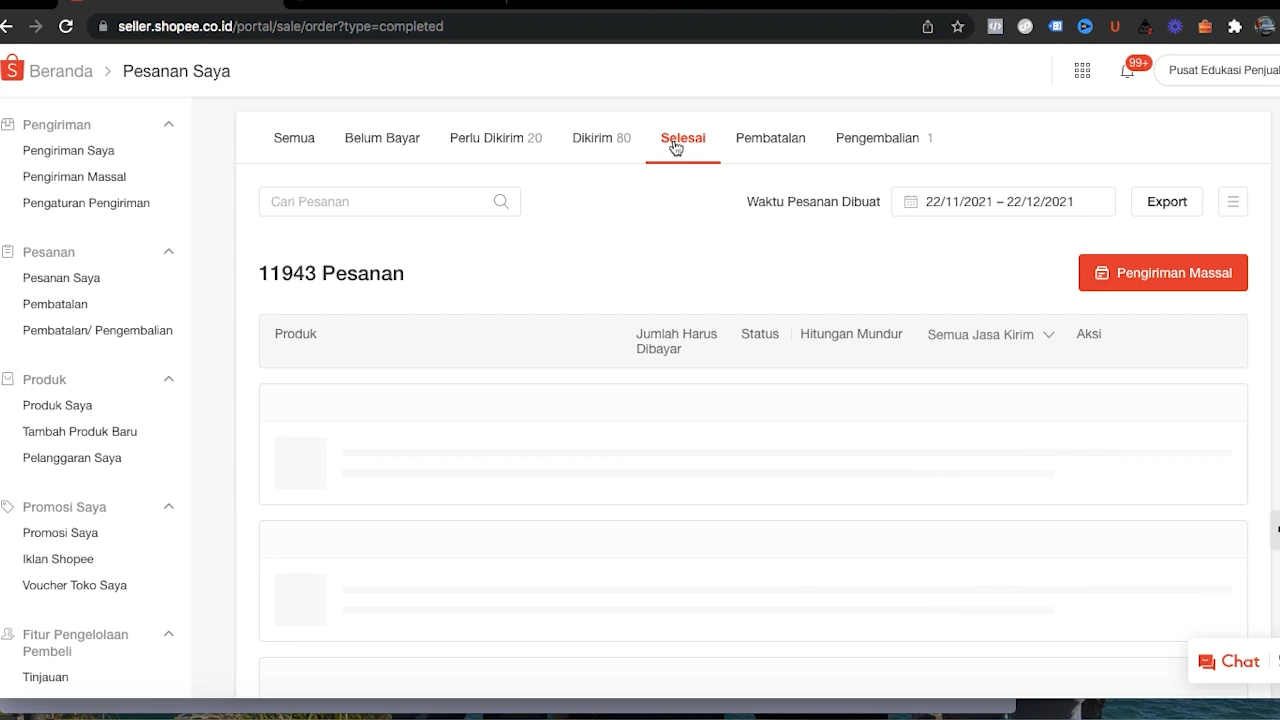 seller.shopee.co.id/portal/sale/order?type=completed
S Beranda > Pesanan Saya
99+
Pusat Edukasi Penjual
Pengiriman
Pengiriman Saya
Pengiriman Massal
Pengaturan Pengiriman
Pesanan
Pesanan Saya
Pembatalan
Pembatalan/ Pengembalian
Produk
Produk Saya
Tambah Produk Baru
Pelanggaran Saya
Promosi Saya
Promosi Saya
Iklan Shopee
Voucher Toko Saya
Fitur Pengelolaan
Pembeli
Tinjauan
Semua Belum Bayar Perlu Dikirim 20 Dikirim 80 Selesai Pembatalan Pengembalian 1
Cari Pesanan
Waktu Pesanan Dibuat 22/11/2021 – 22/12/2021 Export
11943 Pesanan
Pengiriman Massal
Produk
Jumlah Harus
Dibayar
Status
Hitungan Mundur
Semua Jasa Kirim
Aksi
Chat